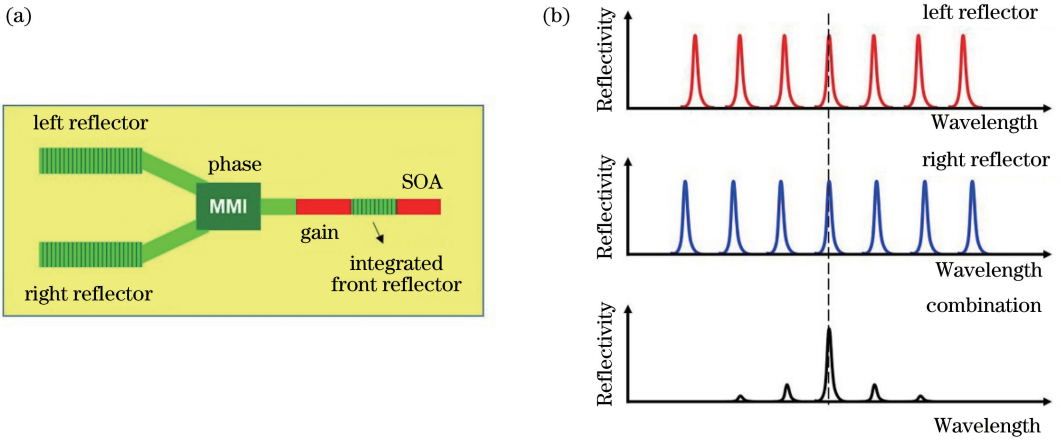 (a)
left reflector
phase
MMI
SOA
gain
integrated
front reflector
right reflector
(b)
left reflector
Reflectivity
Wavelength
right reflector
Reflectivity
Wavelength
combination
Reflectivity
Wavelength